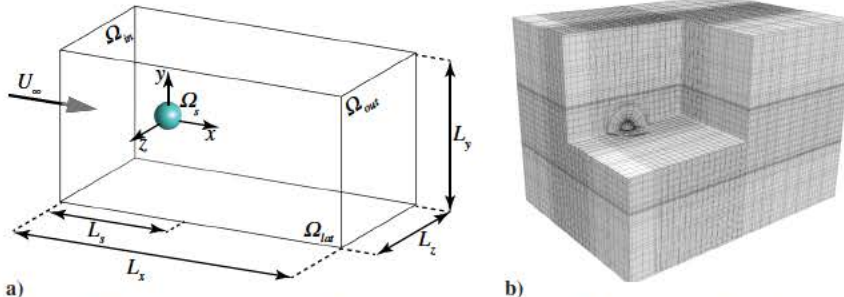 Ω_in
U_∞
y
Ω_s
Ω_out
x
z
L_y
L_s
Ω_lat
L_z
L_x
a)
b)